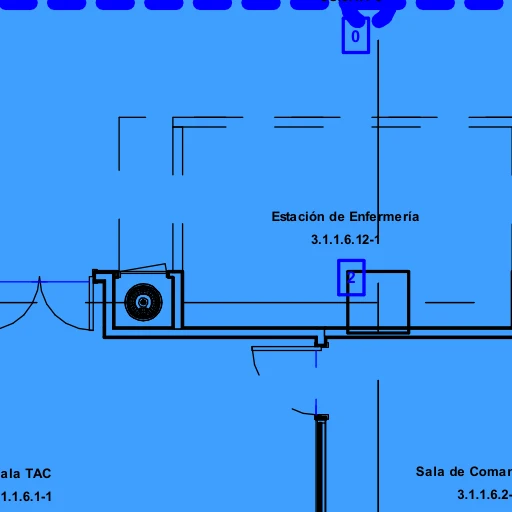 0
Estación de Enfermería
3.1.1.6.12-1
2
ala TAC
1.1.6.1-1
Sala de Comar
3.1.1.6.2-